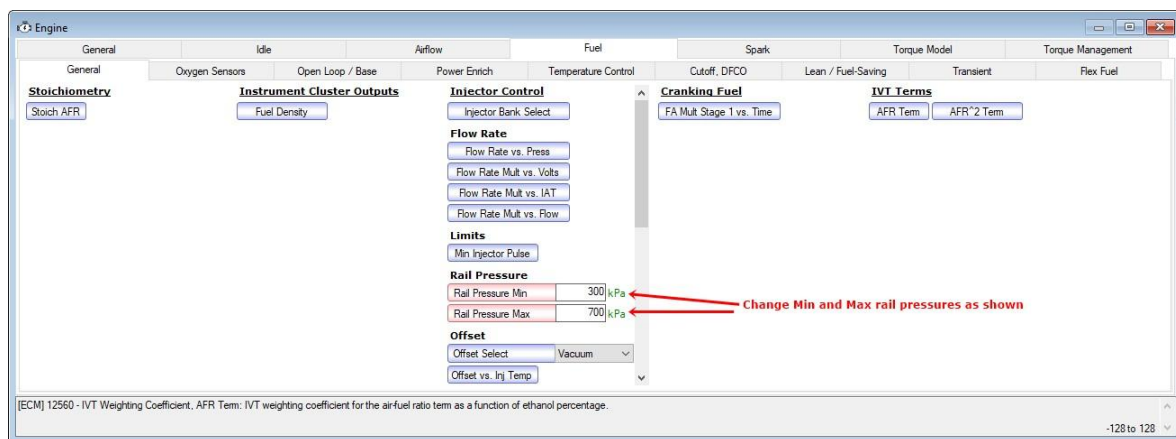 Engine
General Idle Airflow Fuel Spark Torque Model Torque Management
General Oxygen Sensors Open Loop / Base Power Enrich Temperature Control Cutoff, DFCO Lean / Fuel-Saving Transient Flex Fuel
Stoichiometry Instrument Cluster Outputs Injector Control Cranking Fuel IVT Terms
Stoich AFR Fuel Density Injector Bank Select FA Mult Stage 1 vs. Time AFR Term AFR^2 Term
Flow Rate
Flow Rate vs. Press
Flow Rate Mult vs. Volts
Flow Rate Mult vs. IAT
Flow Rate Mult vs. Flow
Limits
Min Injector Pulse
Rail Pressure
Rail Pressure Min 300 kPa
Change Min and Max rail pressures as shown
Rail Pressure Max 700 kPa
Offset
Offset Select Vacuum
Offset vs. Inj Temp
[ECM] 12560 - IVT Weighting Coefficient, AFR Term: IVT weighting coefficient for the air-fuel ratio term as a function of ethanol percentage.
-128 to 128